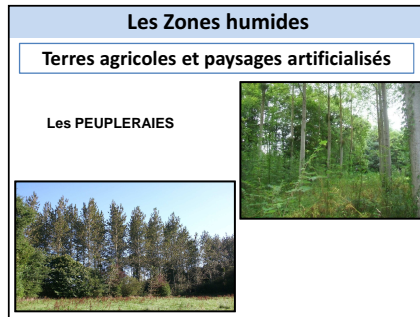 Les Zones humides
Terres agricoles et paysages artificialisés
Les PEUPLERAIES